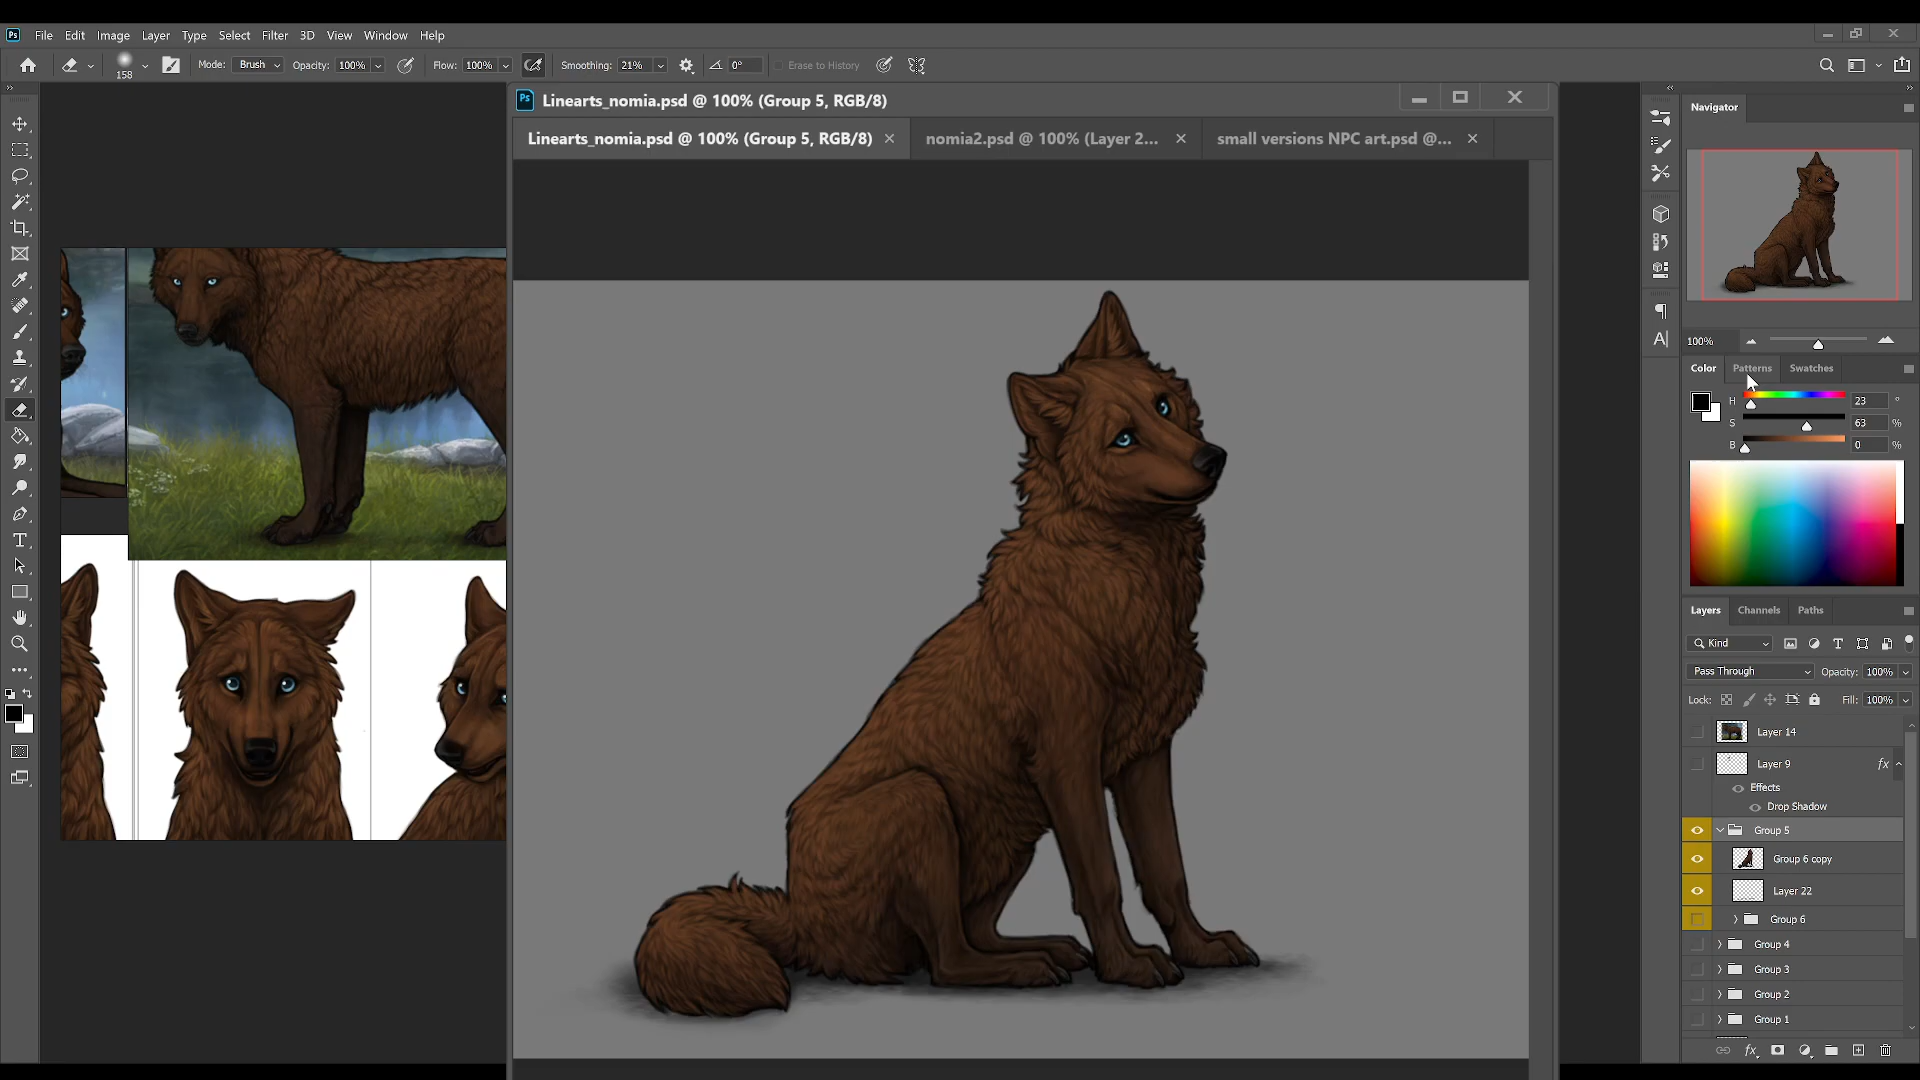 Ps File Edit Image Layer Type Select Filter 3D View Window Help
158 Mode: Brush Opacity: 100% Flow: 100% Smoothing: 21% 0° Erase to History
Ps Linearts_nomia.psd @ 100% (Group 5, RGB/8)
Linearts_nomia.psd @ 100% (Group 5, RGB/8) × nomia2.psd @ 100% (Layer 2... × small versions NPC art.psd @... ×
Navigator
100%
Color Patterns Swatches
H 23 °
S 63 %
B 0 %
Layers Channels Paths
Kind
Pass Through Opacity: 100%
Lock: Fill: 100%
Layer 14
Layer 9 fx
Effects
Drop Shadow
Group 5
Group 6 copy
Layer 22
Group 6
Group 4
Group 3
Group 2
Group 1
fx